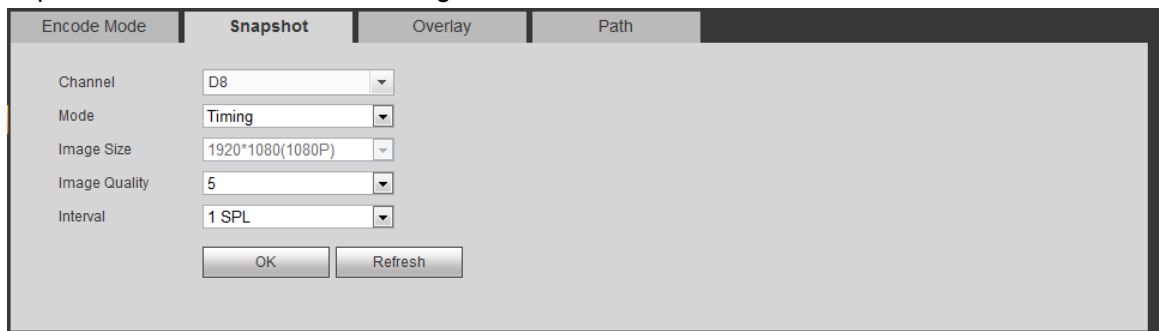 Encode Mode Snapshot Overlay Path
Channel D8
Mode Timing
Image Size 1920*1080(1080P)
Image Quality 5
Interval 1 SPL
OK Refresh